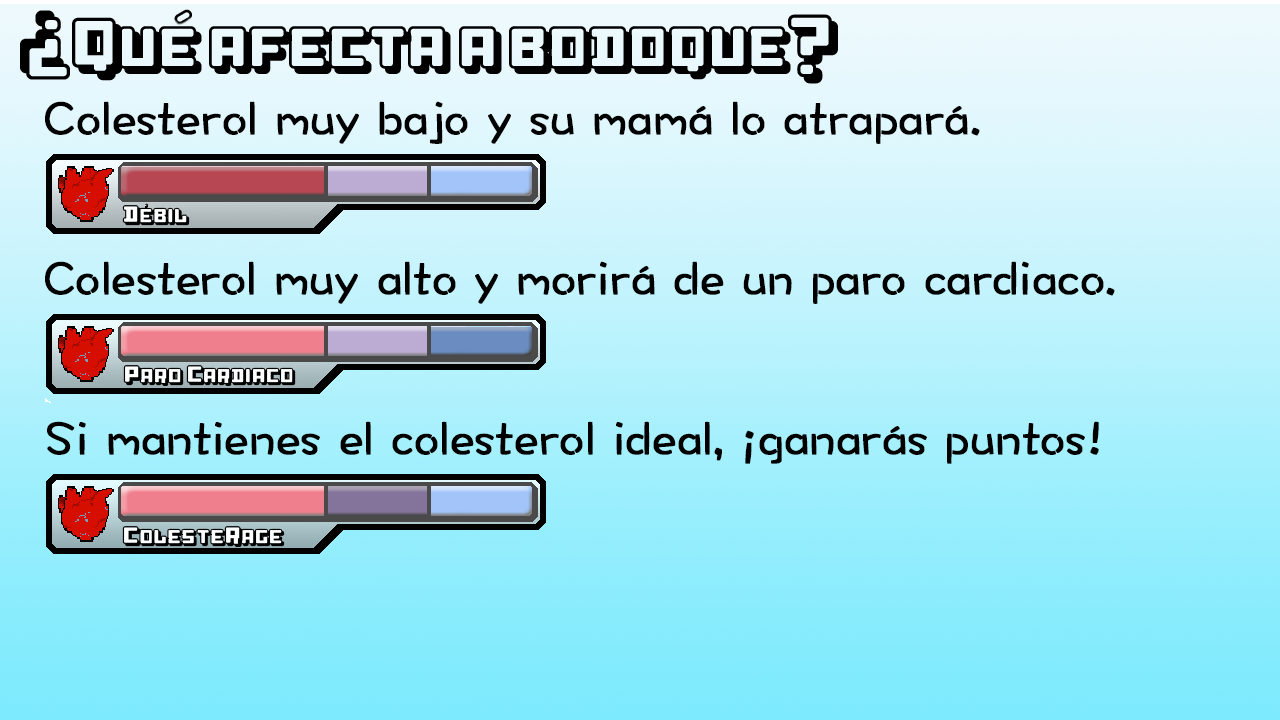 ¿Qué afecta a Bodoque?
Colesterol muy bajo y su mamá lo atrapará.
Débil
Colesterol muy alto y morirá de un paro cardiaco.
Paro Cardiaco
Si mantienes el colesterol ideal, ¡ganarás puntos!
ColesteRage